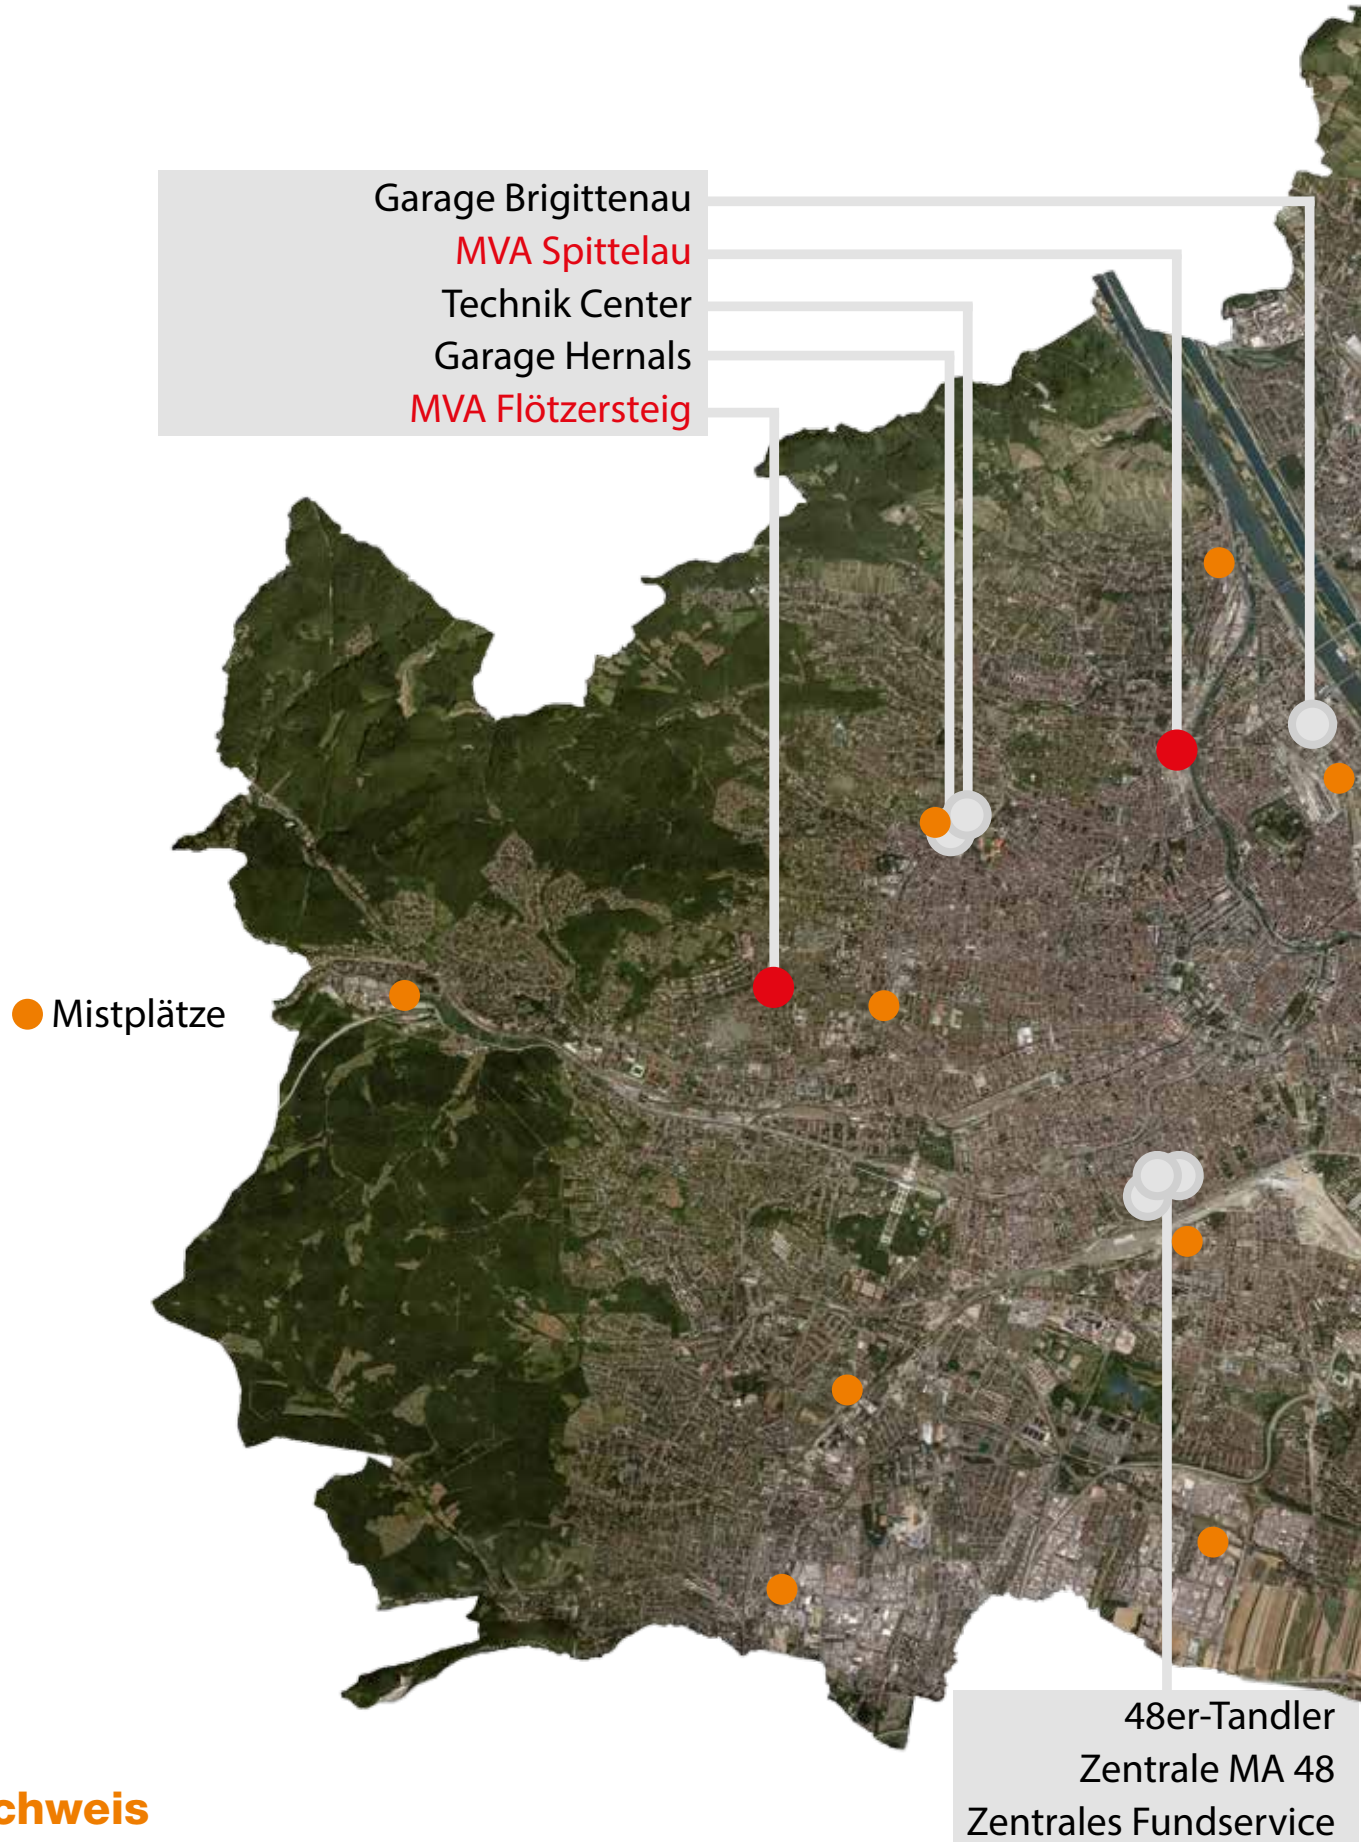 Garage Brigittenau
MVA Spittelau
Technik Center
Garage Hernals
MVA Flötzersteig
Mistplätze
48er-Tandler
Zentrale MA 48
Zentrales Fundservice
chweis